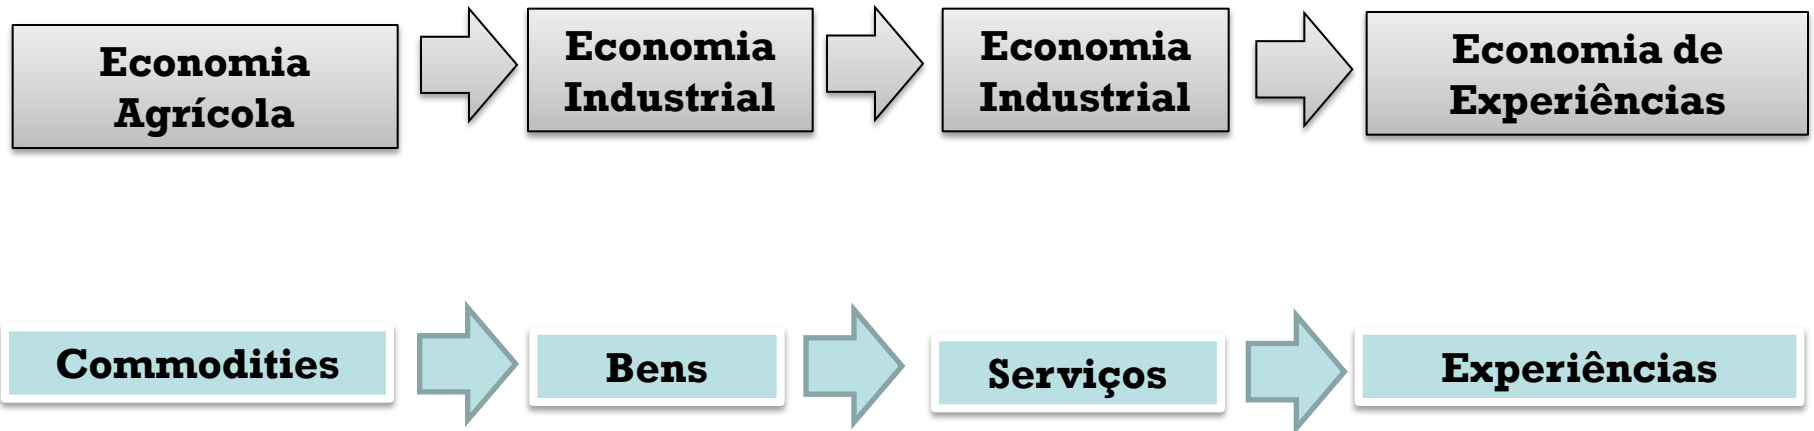 Economia
Agrícola
Economia
Industrial
Economia
Industrial
Economia de
Experiências
Commodities
Bens
Serviços
Experiências